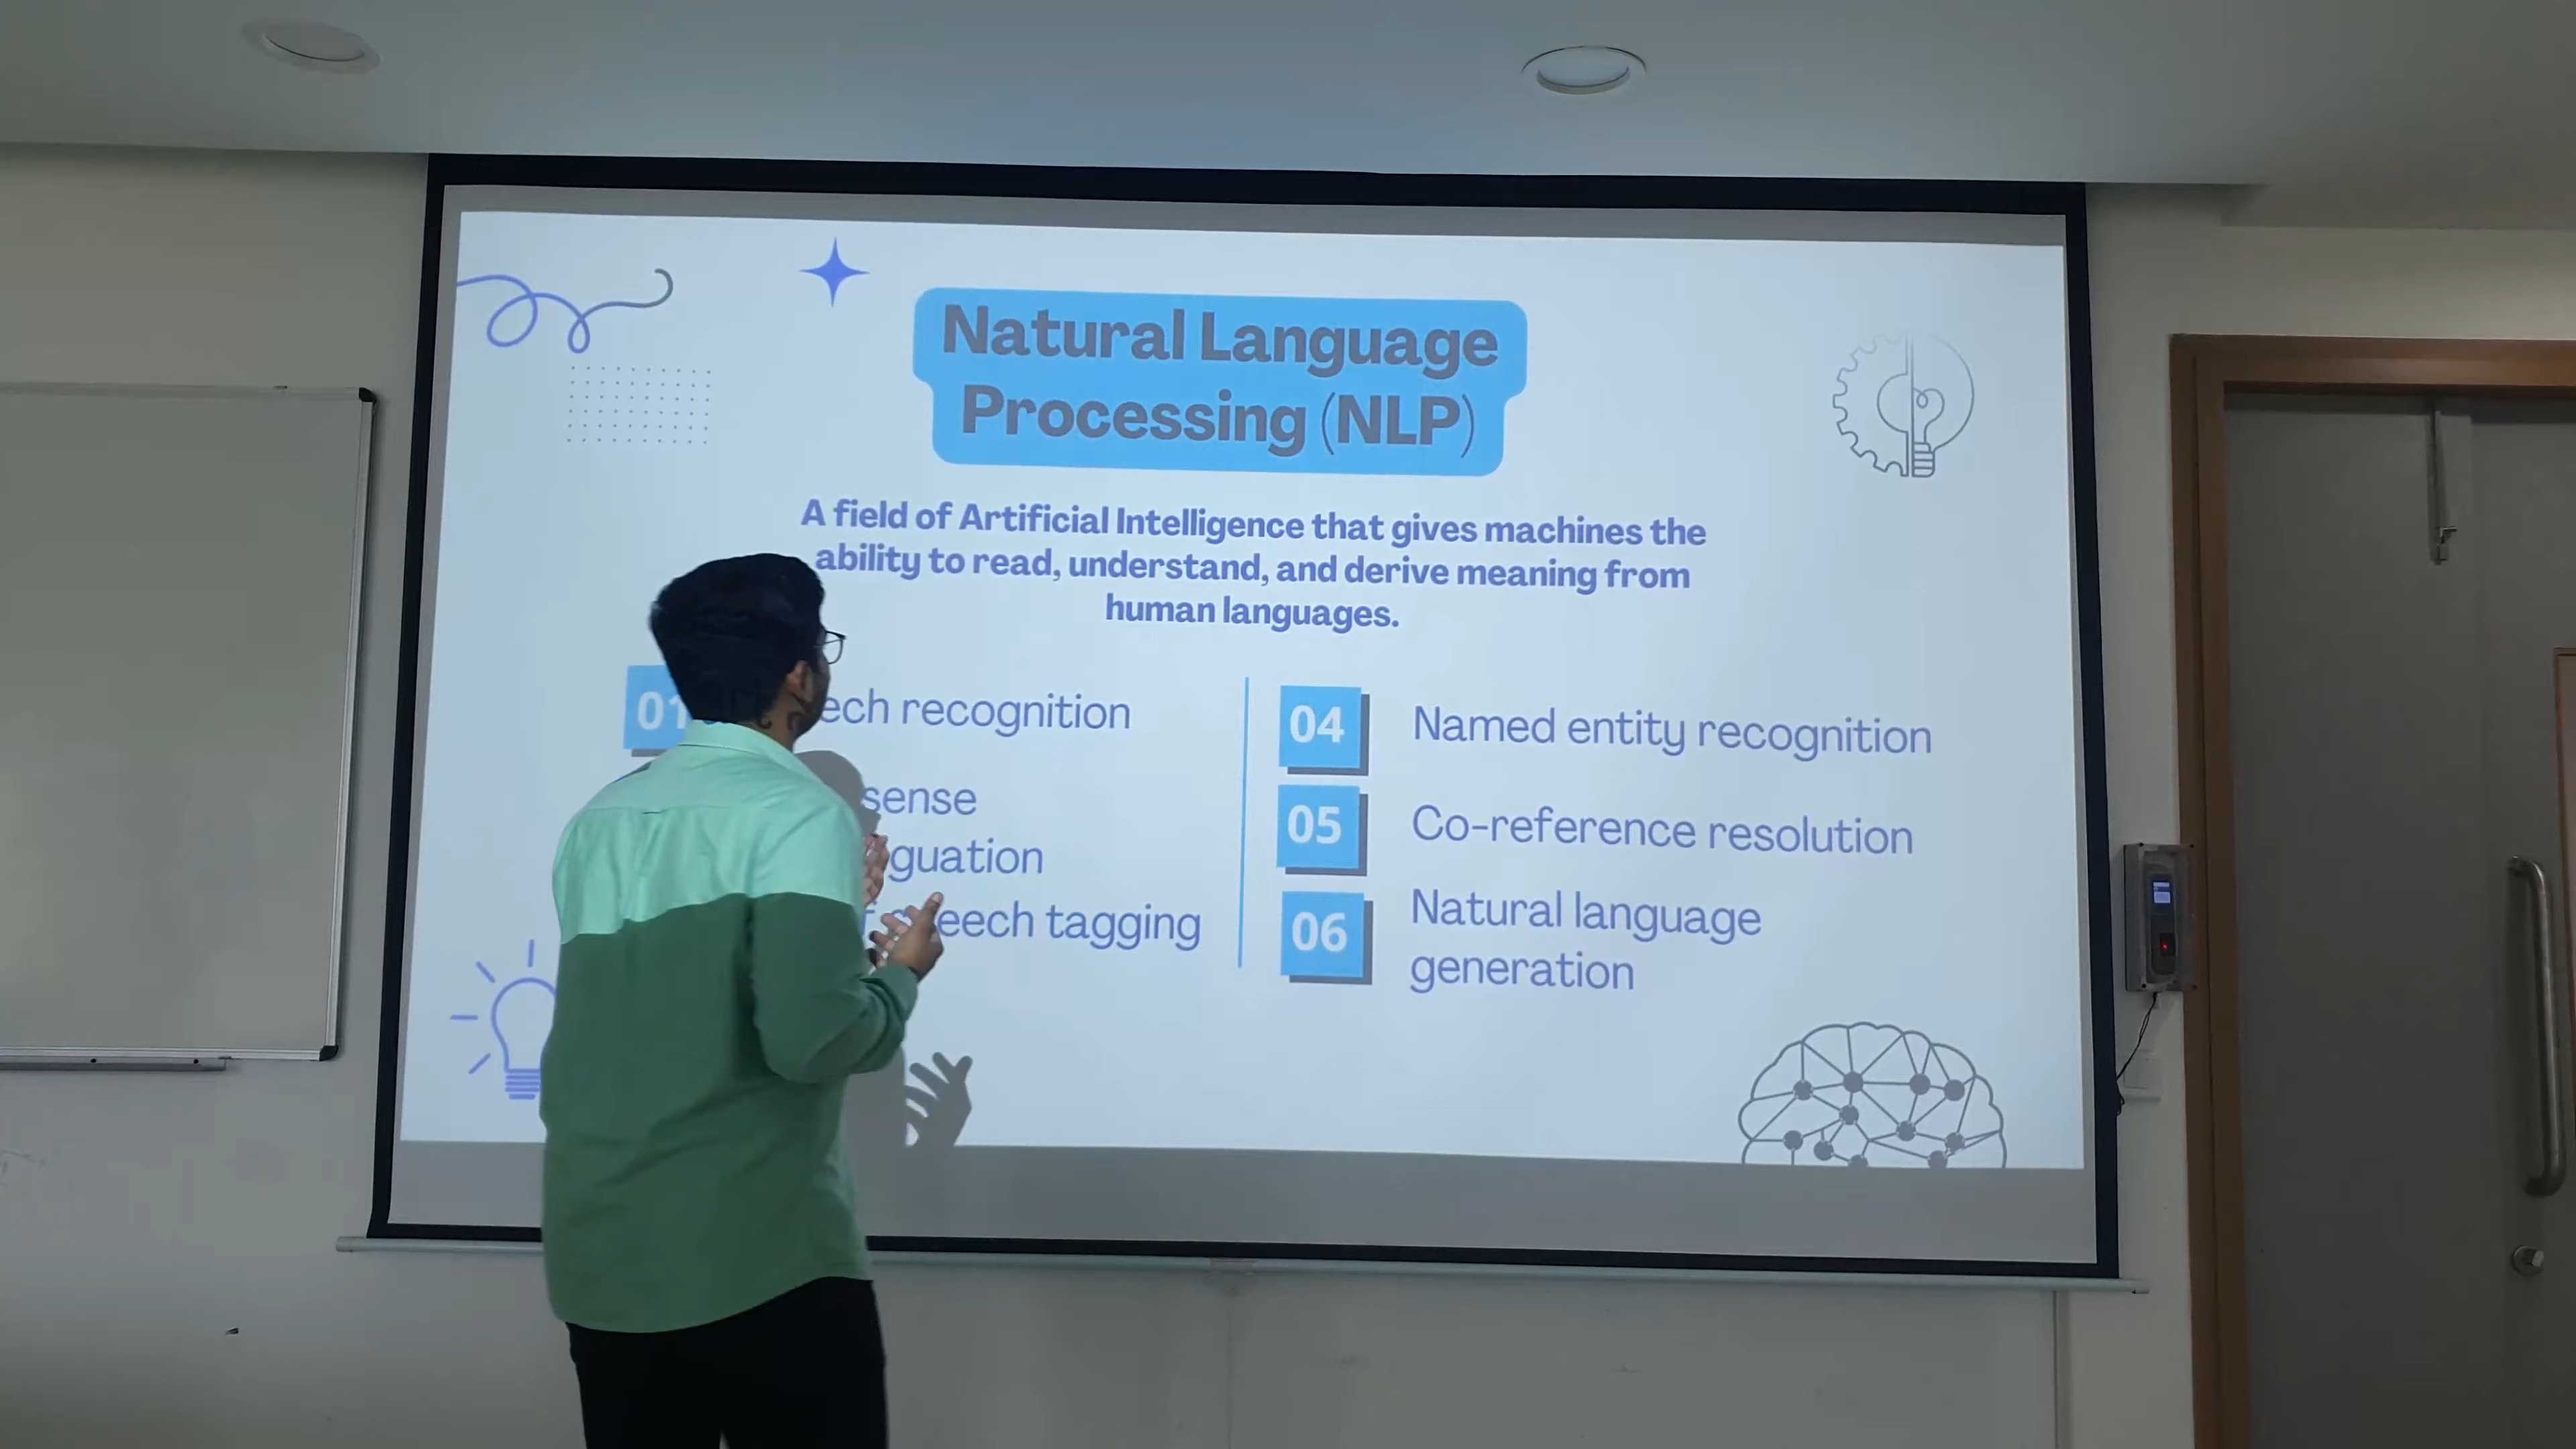 Natural Language
Processing (NLP)
A field of Artificial Intelligence that gives machines the
ability to read, understand, and derive meaning from
human languages.
01 ech recognition
sense
guation
eech tagging
04 Named entity recognition
05 Co-reference resolution
06 Natural language
generation